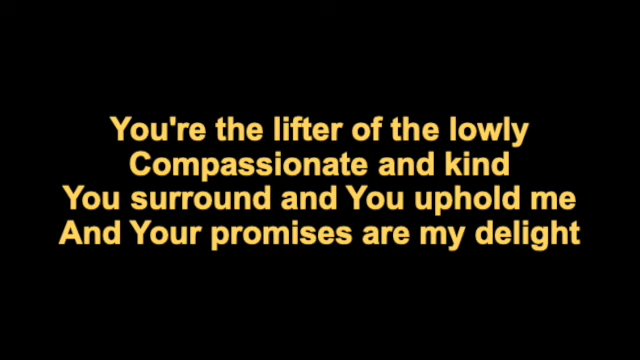 You're the lifter of the lowly
Compassionate and kind
You surround and You uphold me
And Your promises are my delight